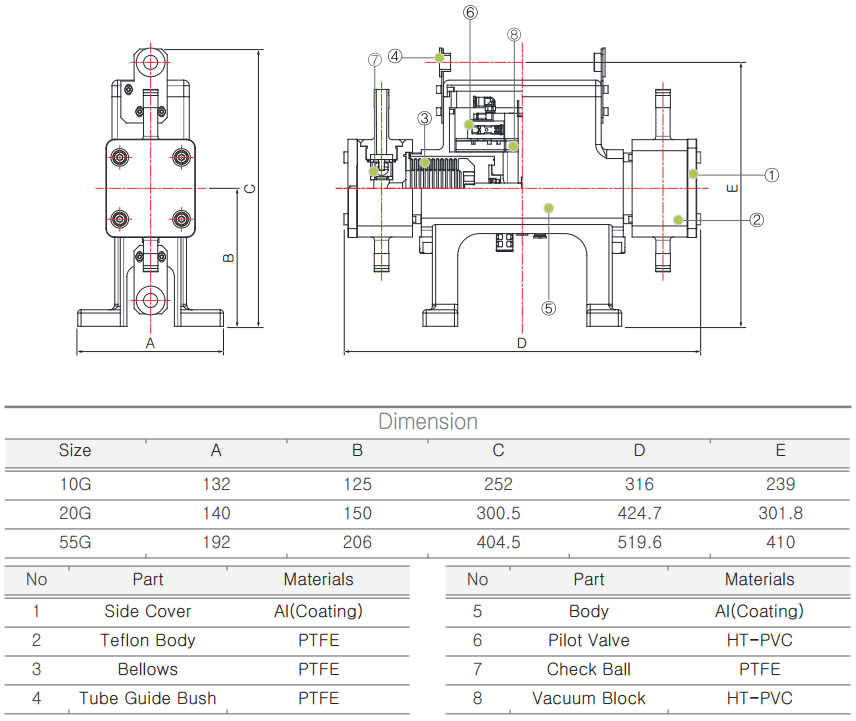 ⑥
⑧
⑦
④
③
①
②
⑤
A
B
C
D
E
Dimension
Size A B C D E
10G 132 125 252 316 239
20G 140 150 300.5 424.7 301.8
55G 192 206 404.5 519.6 410
No Part Materials No Part Materials
1 Side Cover Al(Coating) 5 Body Al(Coating)
2 Teflon Body PTFE 6 Pilot Valve HT-PVC
3 Bellows PTFE 7 Check Ball PTFE
4 Tube Guide Bush PTFE 8 Vacuum Block HT-PVC